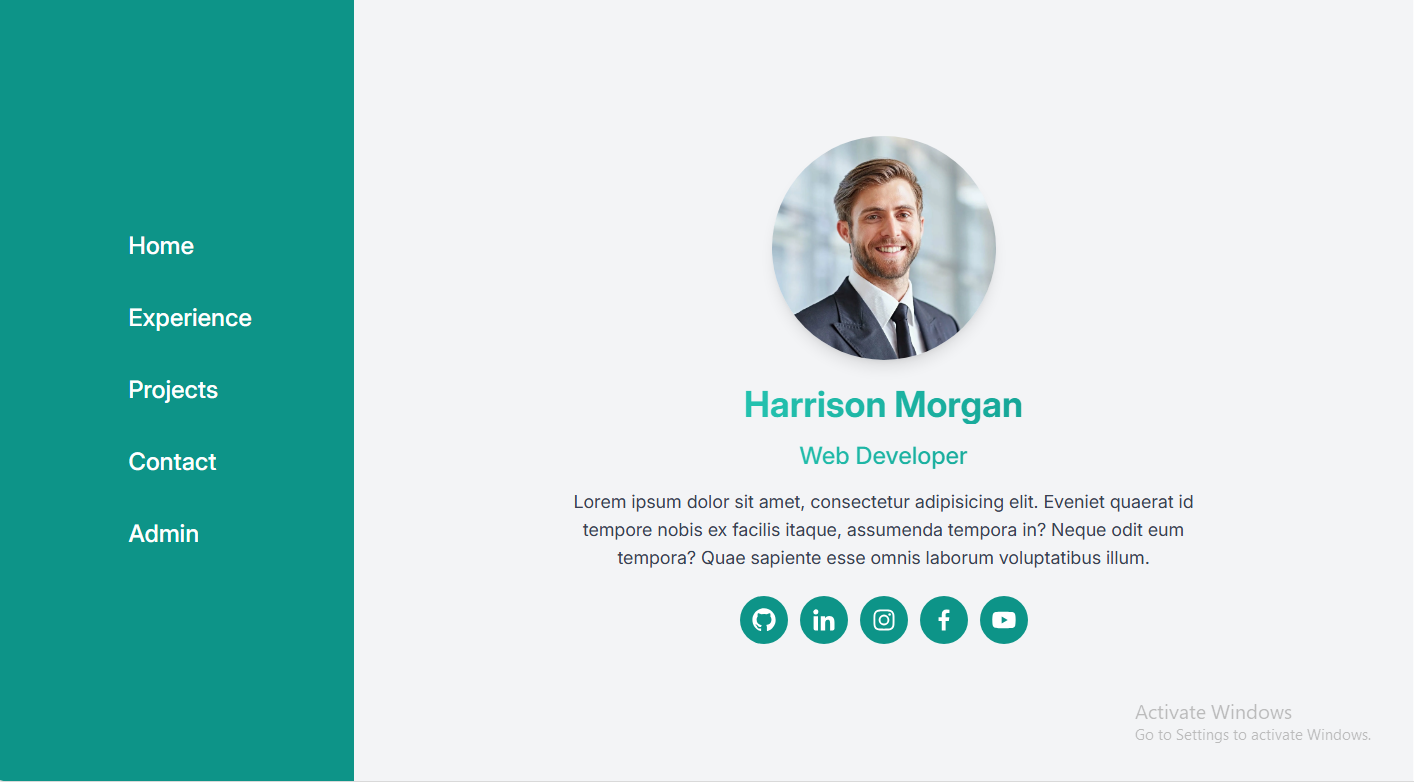 Home
Experience
Projects
Contact
Admin
Harrison Morgan
Web Developer
Lorem ipsum dolor sit amet, consectetur adipisicing elit. Eveniet quaerat id
tempore nobis ex facilis itaque, assumenda tempora in? Neque odit eum
tempora? Quae sapiente esse omnis laborum voluptatibus illum.
in
Activate Windows
Go to Settings to activate Windows.